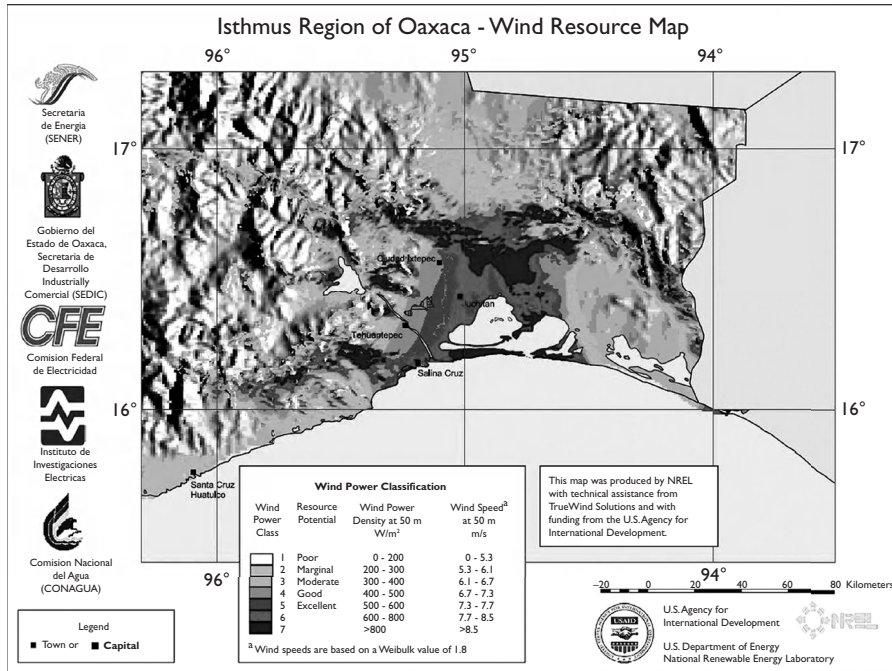 Isthmus Region of Oaxaca - Wind Resource Map
96° 95° 94°
Secretaria
de Energia
(SENER)
17° 17°
Gobierno del
Estado de Oaxaca,
Secretaria de
Desarrollo
Industrially
Comercial (SEDIC)
Ciudad Ixtepec
Juchitan
Tehuantepec
Salina Cruz
CFE
Comision Federal
de Electricidad
16° 16°
Instituto de
Investigaciones
Electricas
Santa Cruz
Huatulco
Comision Nacional
del Agua
(CONAGUA)
96° 94°
Wind Power Classification
Wind Power Class Resource Potential Wind Power Density at 50 m W/m² Wind Speedᵃ at 50 m m/s
1 Poor 0 - 200 0 - 5.3
2 Marginal 200 - 300 5.3 - 6.1
3 Moderate 300 - 400 6.1 - 6.7
4 Good 400 - 500 6.7 - 7.3
5 Excellent 500 - 600 7.3 - 7.7
6 600 - 800 7.7 - 8.5
7 >800 >8.5
ᵃ Wind speeds are based on a Weibulk value of 1.8
This map was produced by NREL
with technical assistance from
TrueWind Solutions and with
funding from the U.S. Agency for
International Development.
-20 0 20 40 60 80 Kilometers
Legend
Town or Capital
USAID
U.S. Agency for
International Development
NREL
U.S. Department of Energy
National Renewable Energy Laboratory